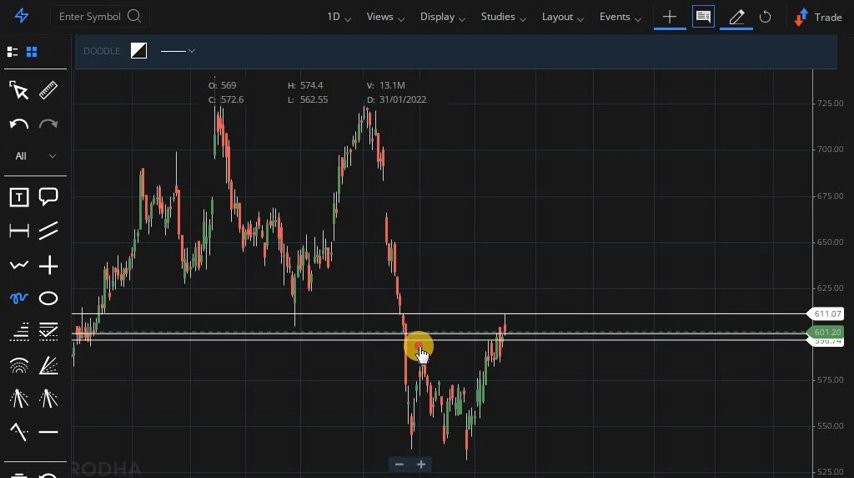 Enter Symbol
1D Views Display Studies Layout Events Trade
DOODLE:
O: 569 H: 574.4 V: 13.1M
C: 572.6 L: 562.55 D: 31/01/2022
All
T
725.00
700.00
675.00
650.00
625.00
611.07
601.20
596.74
575.00
550.00
525.00
RODHA